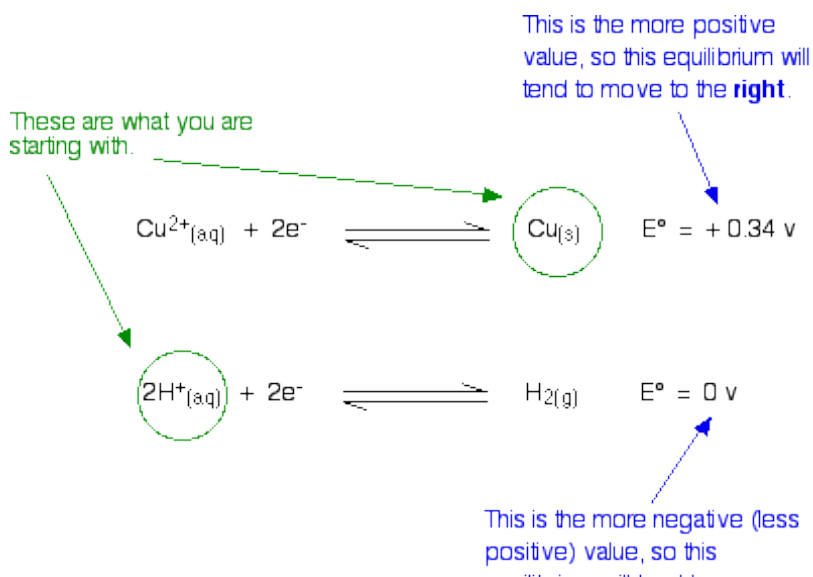 This is the more positive
value, so this equilibrium will
tend to move to the right.
These are what you are
starting with.
Cu²⁺(aq) + 2e⁻ ⇌ Cu(s) E° = + 0.34 v
2H⁺(aq) + 2e⁻ ⇌ H₂(g) E° = 0 v
This is the more negative (less
positive) value, so this